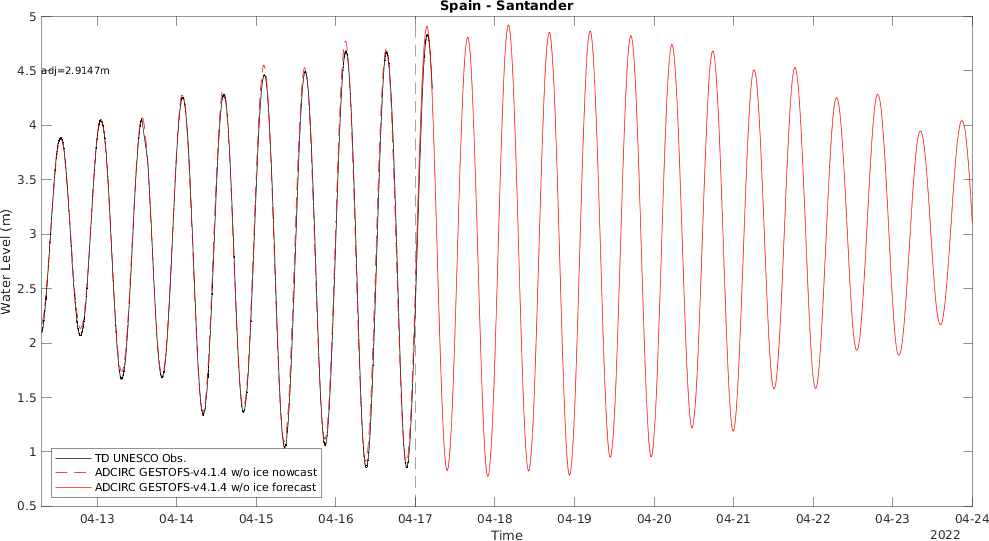 Spain - Santander
5
4.5
adj=2.9147m
4
3.5
3
2.5
2
1.5
1
0.5
Water Level (m)
TD UNESCO Obs.
ADCIRC GESTOFS-v4.1.4 w/o ice nowcast
ADCIRC GESTOFS-v4.1.4 w/o ice forecast
04-13 04-14 04-15 04-16 04-17 04-18 04-19 04-20 04-21 04-22 04-23 04-24
Time
2022